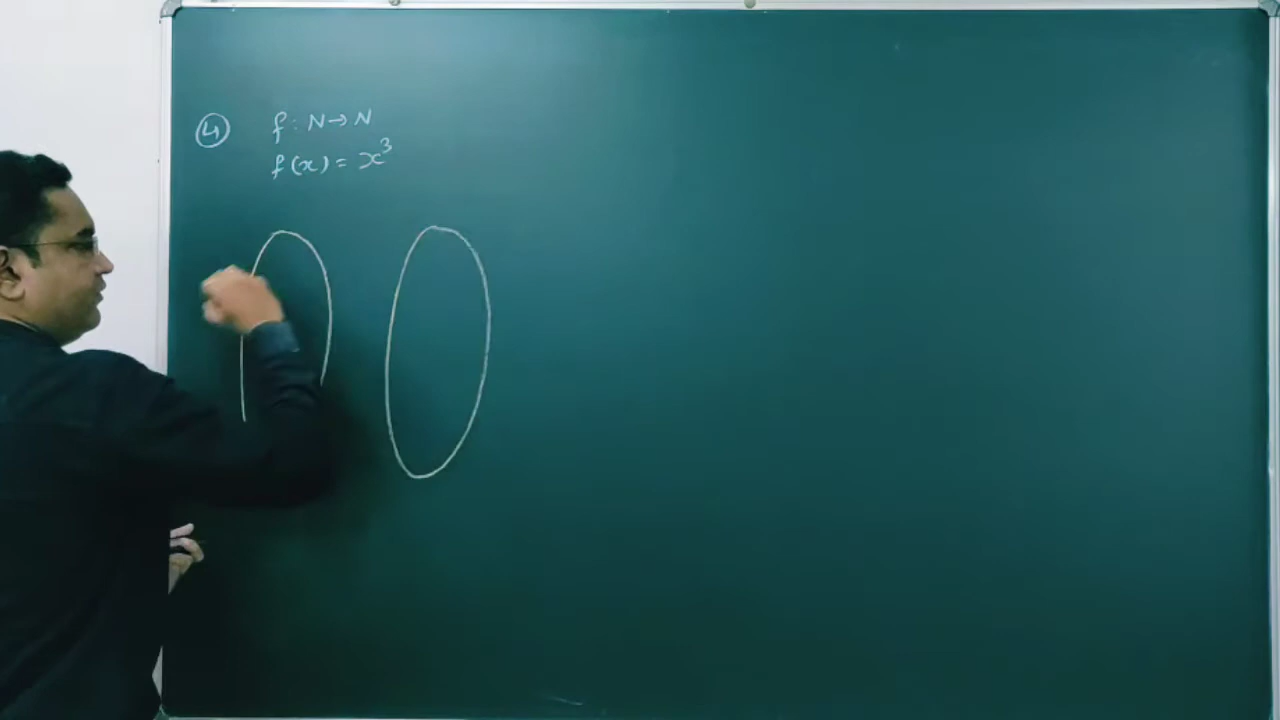 ④ f : N → N
f(x) = x³